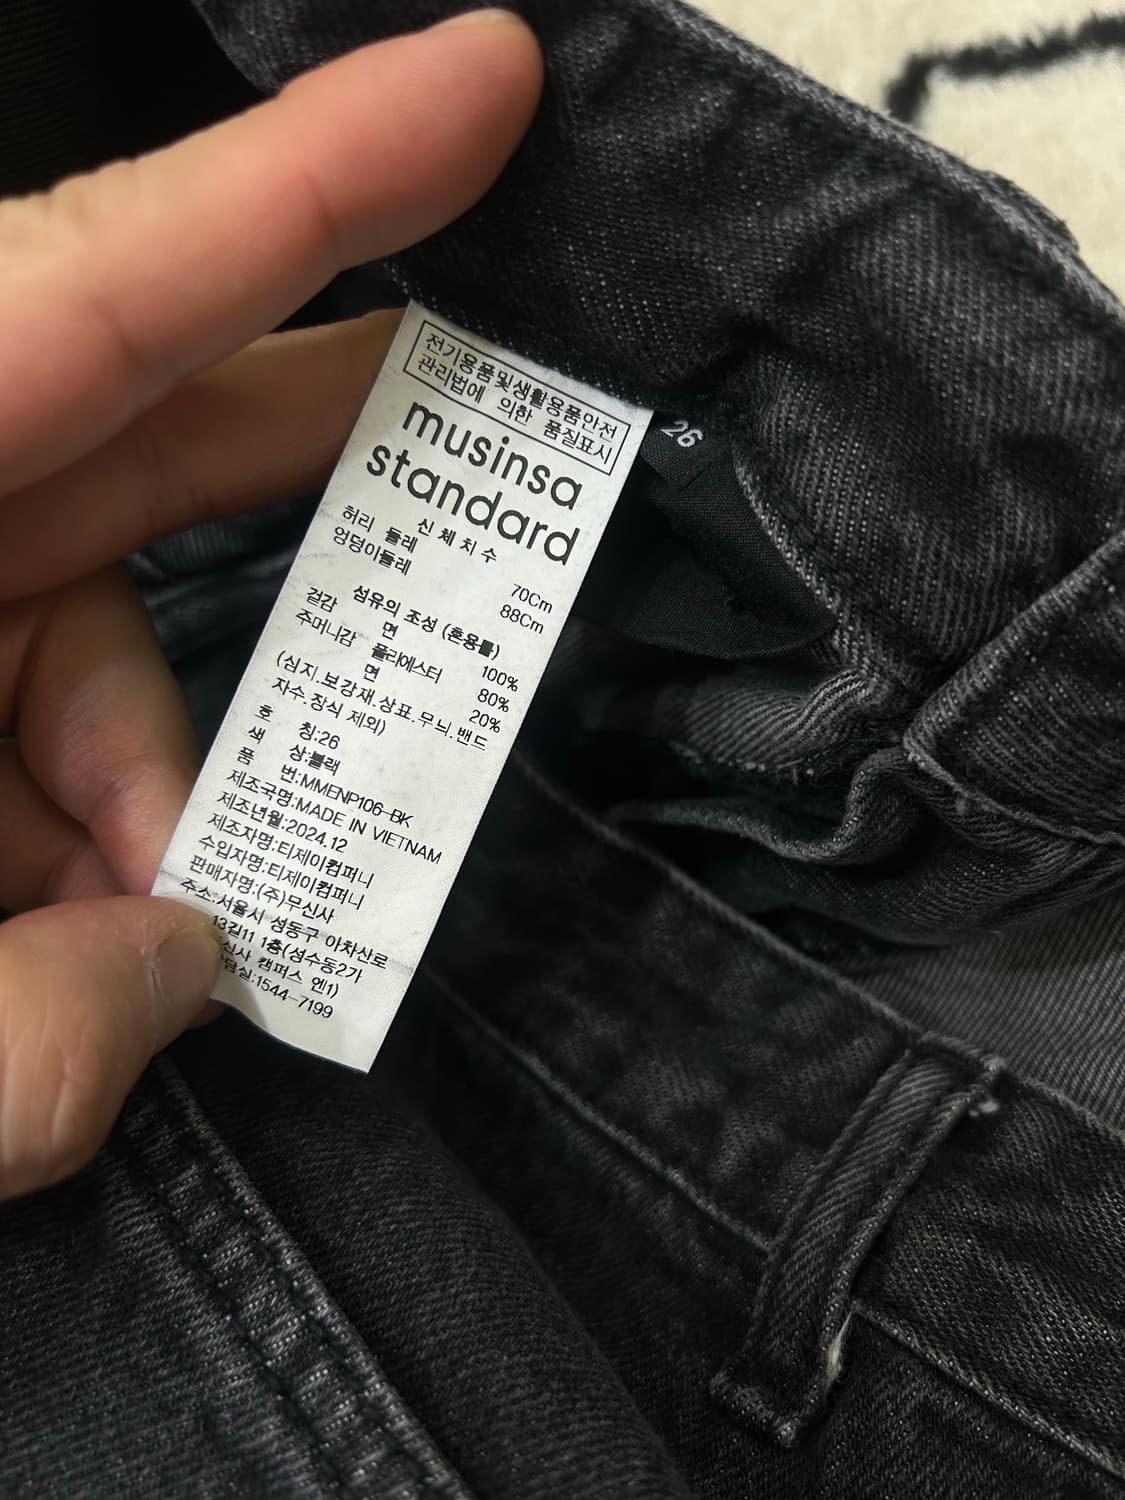 전기용품및생활용품안전
관리법에 의한 품질표시
musinsa
standard
26
신체치수
허리 둘레 70Cm
엉덩이둘레 88Cm
섬유의 조성 (혼용률)
겉감 면 100%
주머니감 폴리에스터 80%
면 20%
(심지.보강재.상표.무늬.밴드
자수.장식 제외)
호 칭:26
색 상:블랙
품 번:MMENP106-BK
제조국명:MADE IN VIETNAM
제조년월:2024.12
제조자명:티제이컴퍼니
수입자명:티제이컴퍼니
판매자명:(주)무신사
주소:서울시 성동구 아차산로
13길11 1층(성수동2가
신사 캠퍼스 엔1)
담실:1544-7199